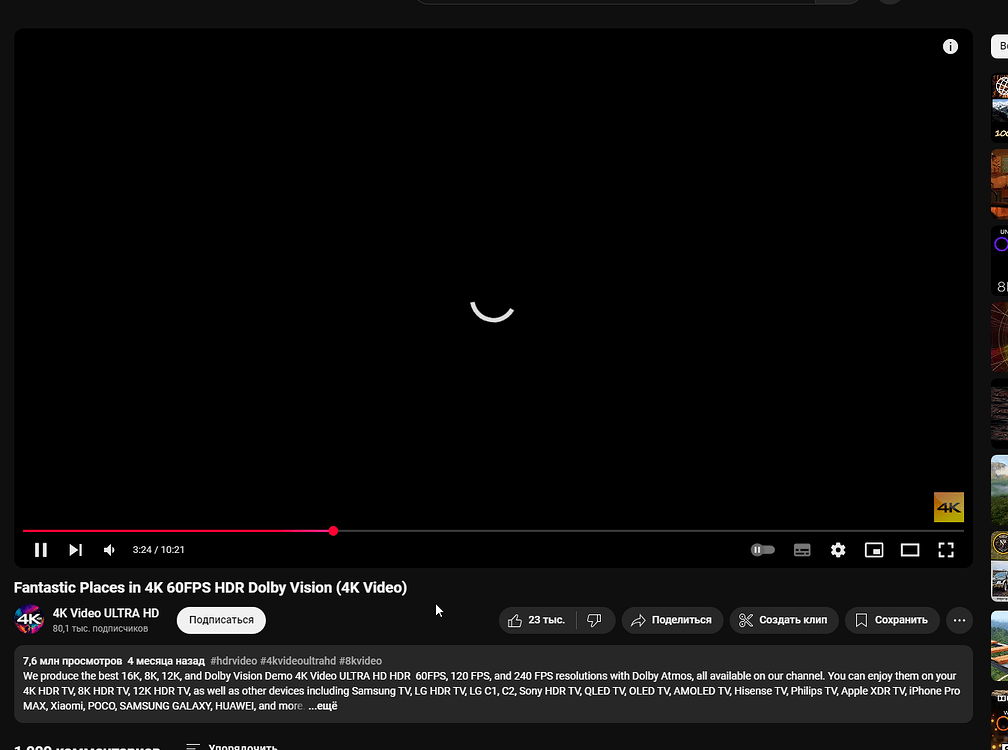 4K
3:24 / 10:21
Fantastic Places in 4K 60FPS HDR Dolby Vision (4K Video)
4K
4K Video ULTRA HD
80,1 тыс. подписчиков
Подписаться
23 тыс.
Поделиться
Создать клип
Сохранить
7,6 млн просмотров 4 месяца назад #hdrvideo #4kvideoultrahd #8kvideo
We produce the best 16K, 8K, 12K, and Dolby Vision Demo 4K Video ULTRA HD HDR 60FPS, 120 FPS, and 240 FPS resolutions with Dolby Atmos, all available on our channel. You can enjoy them on your
4K HDR TV, 8K HDR TV, 12K HDR TV, as well as other devices including Samsung TV, LG HDR TV, LG C1, C2, Sony HDR TV, QLED TV, OLED TV, AMOLED TV, Hisense TV, Philips TV, Apple XDR TV, iPhone Pro
MAX, Xiaomi, POCO, SAMSUNG GALAXY, HUAWEI, and more. ...ещё
Упорядочить